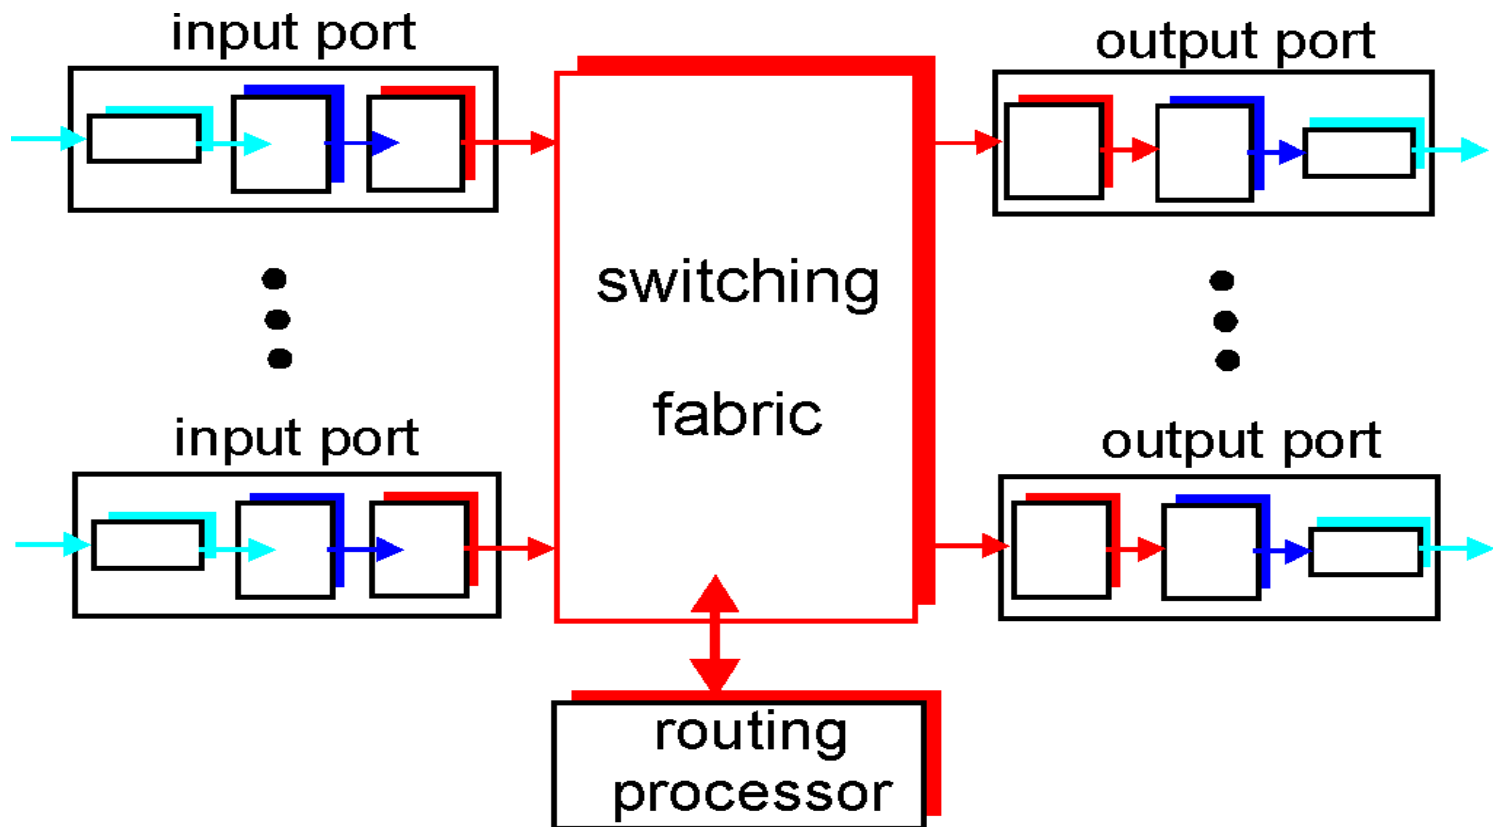 input port
output port
switching
fabric
input port
output port
routing
processor